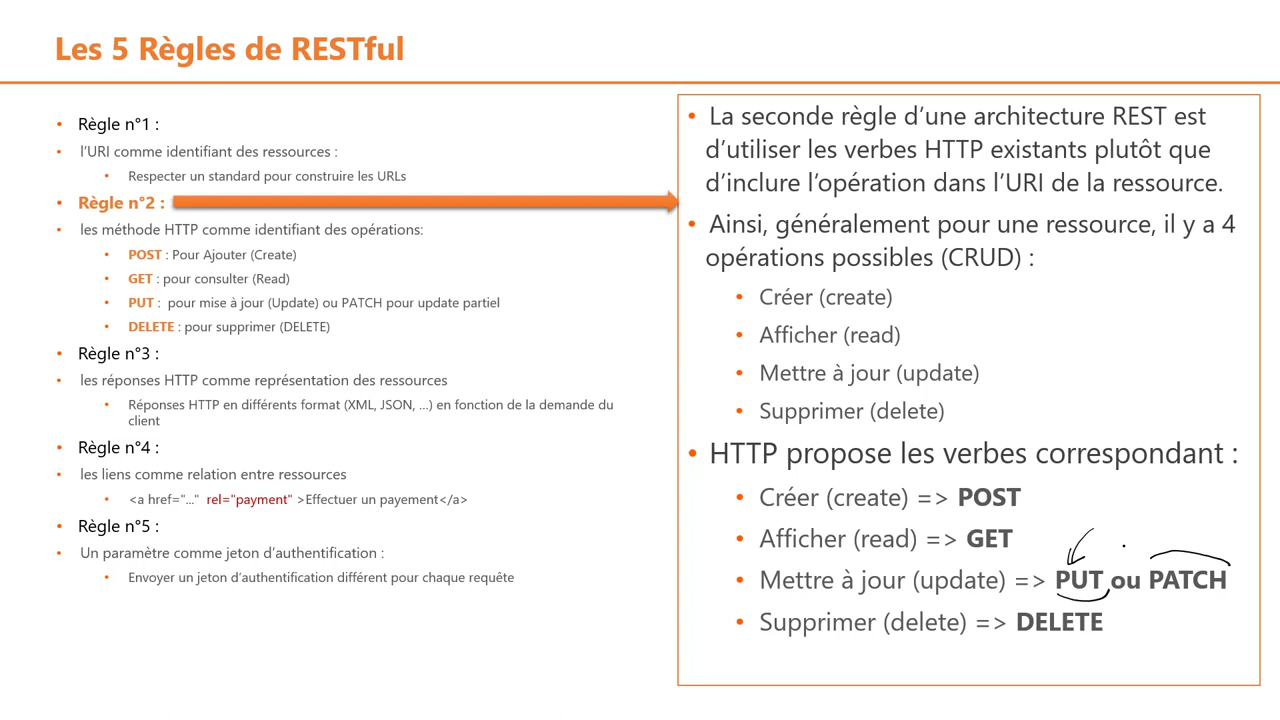 Les 5 Règles de RESTful
• Règle n°1 :
• l’URI comme identifiant des ressources :
• Respecter un standard pour construire les URLs
• Règle n°2 :
• les méthode HTTP comme identifiant des opérations:
• POST : Pour Ajouter (Create)
• GET : pour consulter (Read)
• PUT : pour mise à jour (Update) ou PATCH pour update partiel
• DELETE : pour supprimer (DELETE)
• Règle n°3 :
• les réponses HTTP comme représentation des ressources
• Réponses HTTP en différents format (XML, JSON, …) en fonction de la demande du
client
• Règle n°4 :
• les liens comme relation entre ressources
• <a href="..." rel="payment" >Effectuer un payement</a>
• Règle n°5 :
• Un paramètre comme jeton d’authentification :
• Envoyer un jeton d’authentification différent pour chaque requête
• La seconde règle d’une architecture REST est
d’utiliser les verbes HTTP existants plutôt que
d’inclure l’opération dans l’URI de la ressource.
• Ainsi, généralement pour une ressource, il y a 4
opérations possibles (CRUD) :
• Créer (create)
• Afficher (read)
• Mettre à jour (update)
• Supprimer (delete)
• HTTP propose les verbes correspondant :
• Créer (create) => POST
• Afficher (read) => GET
• Mettre à jour (update) => PUT ou PATCH
• Supprimer (delete) => DELETE